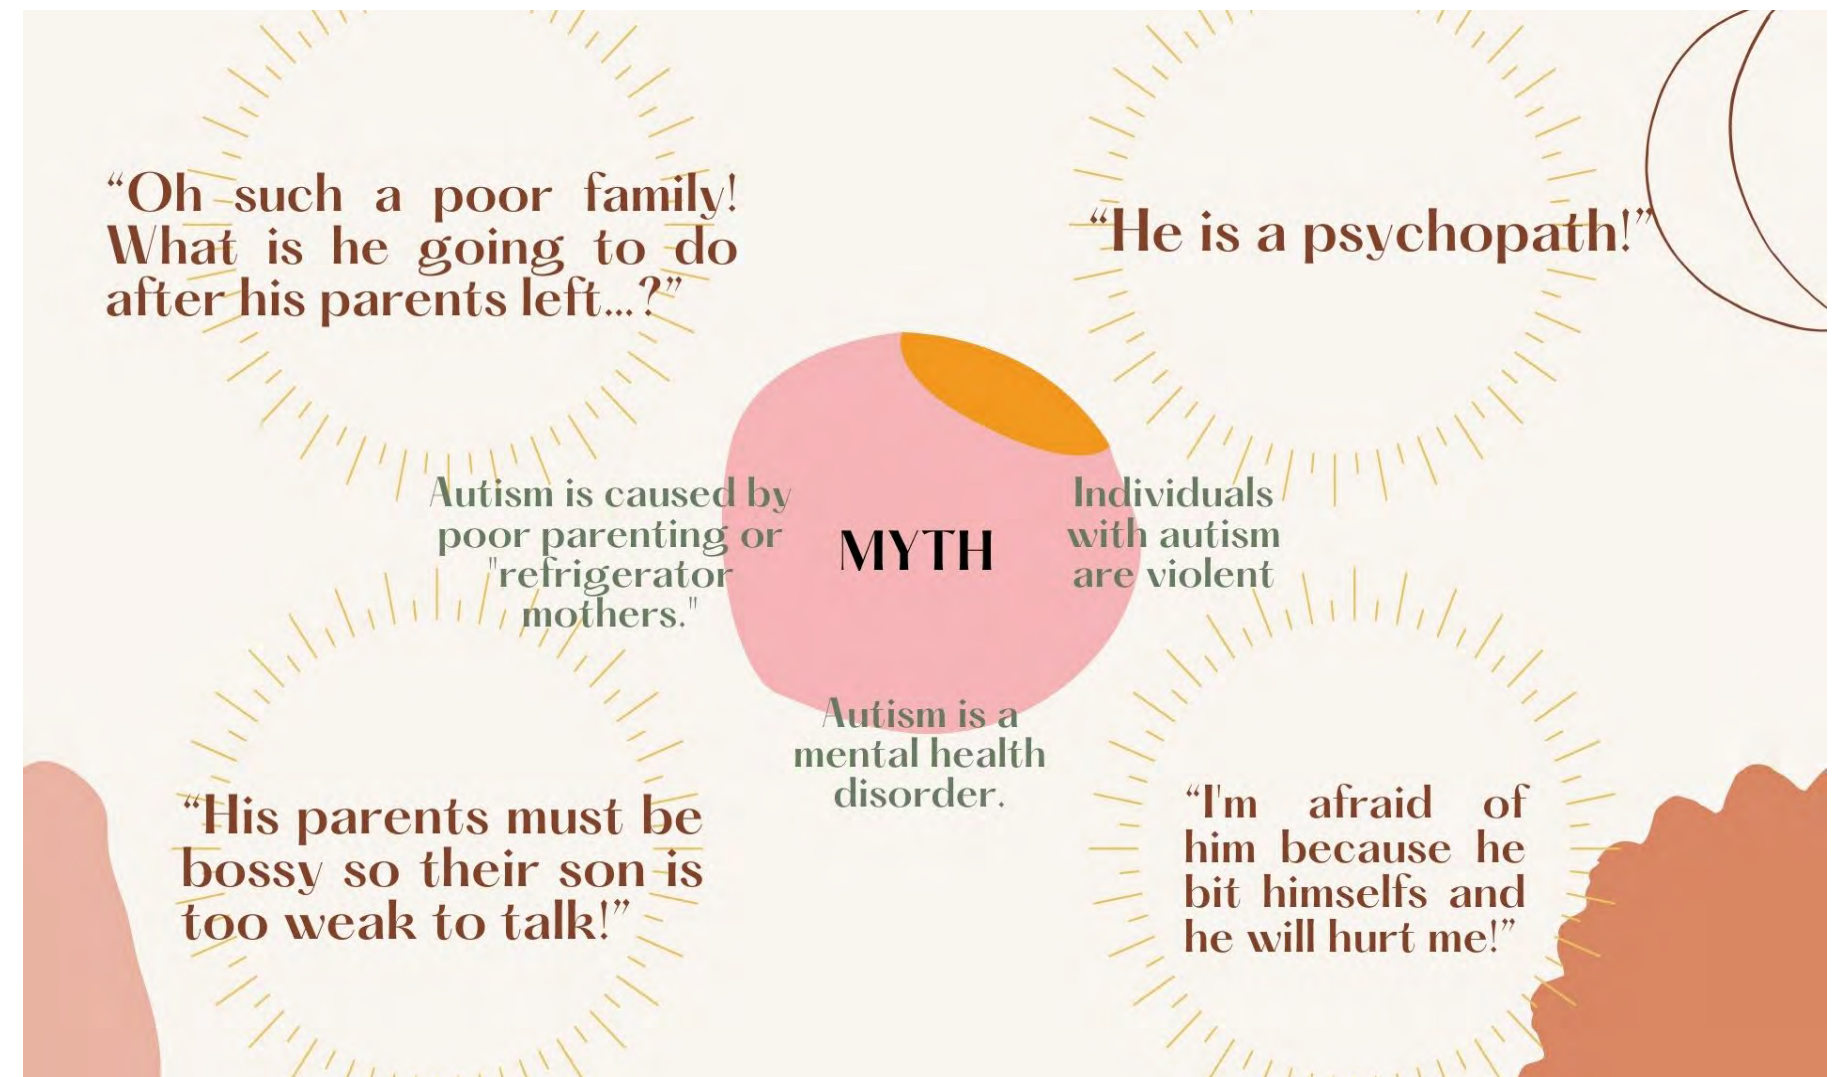 “Oh such a poor family!
What is he going to do
after his parents left...?”
“He is a psychopath!”
Autism is caused by
poor parenting or
"refrigerator
mothers."
MYTH
Individuals
with autism
are violent
Autism is a
mental health
disorder.
“His parents must be
bossy so their son is
too weak to talk!”
“I'm afraid of
him because he
bit himselfs and
he will hurt me!”